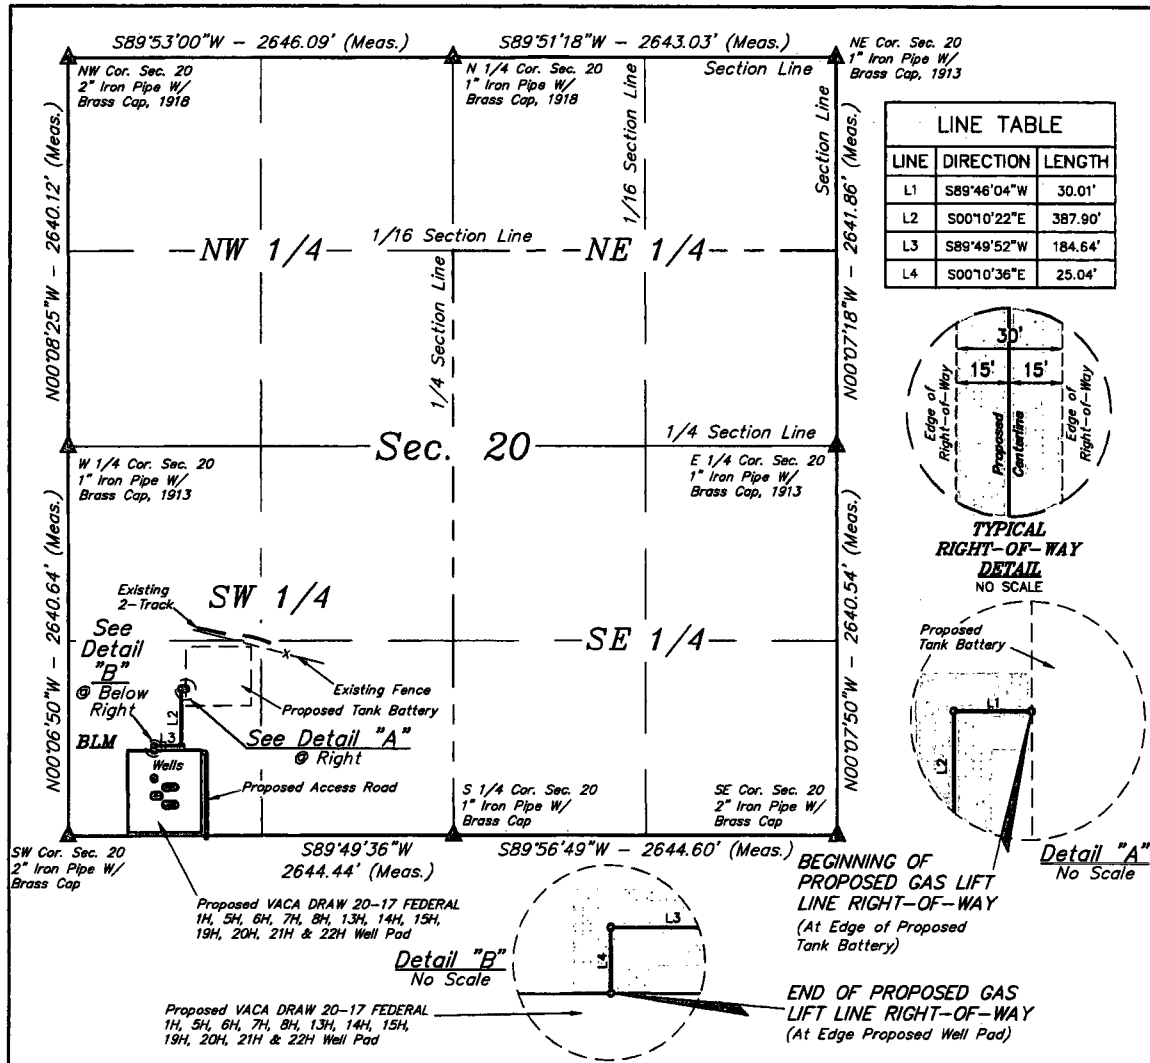 S89°53'00"W - 2646.09' (Meas.)
S89°51'18"W - 2643.03' (Meas.)
NW Cor. Sec. 20
2" Iron Pipe W/
Brass Cap, 1918
N 1/4 Cor. Sec. 20
1" Iron Pipe W/
Brass Cap, 1918
Section Line
NE Cor. Sec. 20
1" Iron Pipe W/
Brass Cap, 1913
N00°08'25"W - 2640.12' (Meas.)
1/16 Section Line
Section Line
N00°07'18"W - 2641.86' (Meas.)
NW 1/4
1/16 Section Line
NE 1/4
1/4 Section Line
LINE TABLE
LINE DIRECTION LENGTH
L1 S89°46'04"W 30.01'
L2 S00°10'22"E 387.90'
L3 S89°49'52"W 184.64'
L4 S00°10'36"E 25.04'
30'
15' 15'
Edge of
Right-of-Way
Proposed
Centerline
Edge of
Right-of-Way
TYPICAL
RIGHT-OF-WAY
DETAIL
NO SCALE
Sec. 20
1/4 Section Line
W 1/4 Cor. Sec. 20
1" Iron Pipe W/
Brass Cap, 1913
E 1/4 Cor. Sec. 20
1" Iron Pipe W/
Brass Cap, 1913
N00°06'50"W - 2640.64' (Meas.)
N00°07'50"W - 2640.54' (Meas.)
Existing
2-Track
SW 1/4
SE 1/4
See
Detail
"B"
@ Below
Right
Existing Fence
Proposed Tank Battery
L2
L3
See Detail "A"
@ Right
BLM
Wells
Proposed Access Road
Proposed
Tank Battery
L1
L2
Detail "A"
No Scale
S 1/4 Cor. Sec. 20
1" Iron Pipe W/
Brass Cap
SE Cor. Sec. 20
2" Iron Pipe W/
Brass Cap
SW Cor. Sec. 20
2" Iron Pipe W/
Brass Cap
S89°49'36"W
2644.44' (Meas.)
S89°56'49"W - 2644.60' (Meas.)
BEGINNING OF
PROPOSED GAS LIFT
LINE RIGHT-OF-WAY
(At Edge of Proposed
Tank Battery)
Proposed VACA DRAW 20-17 FEDERAL
1H, 5H, 6H, 7H, 8H, 13H, 14H, 15H,
19H, 20H, 21H & 22H Well Pad
Detail "B"
No Scale
L3
L4
Proposed VACA DRAW 20-17 FEDERAL
1H, 5H, 6H, 7H, 8H, 13H, 14H, 15H,
19H, 20H, 21H & 22H Well Pad
END OF PROPOSED GAS
LIFT LINE RIGHT-OF-WAY
(At Edge Proposed Well Pad)